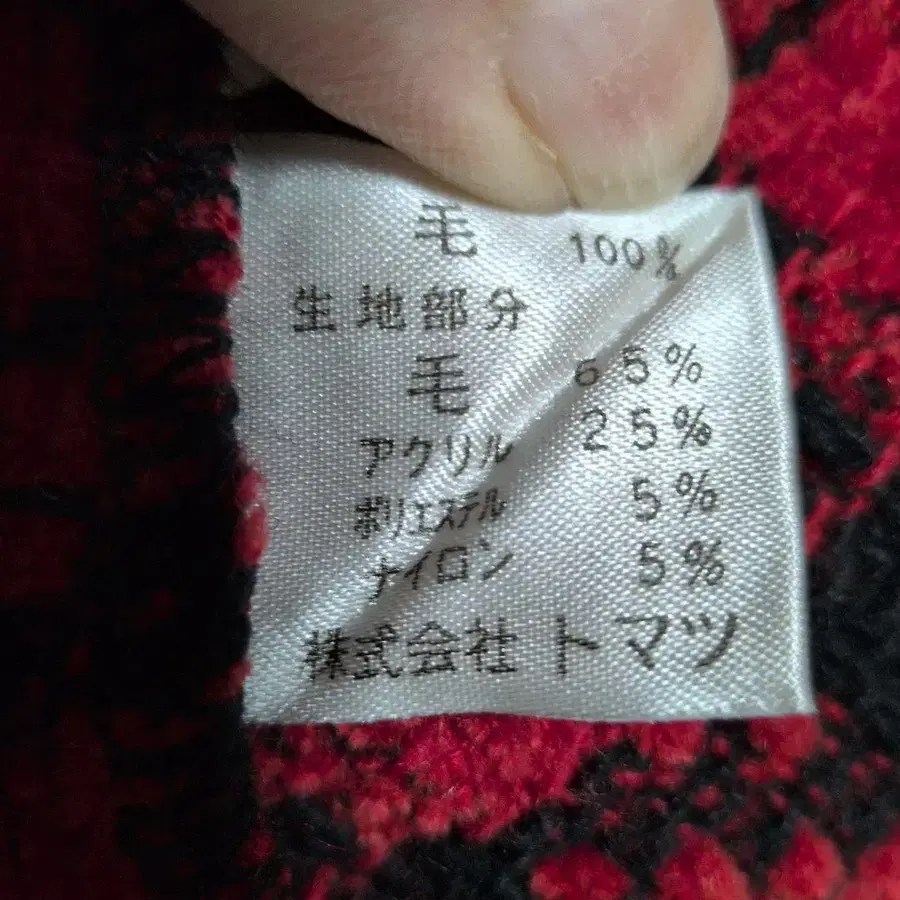 毛 100%
生地部分
毛 65%
アクリル 25%
ポリエステル 5%
ナイロン 5%
株式会社トマツ